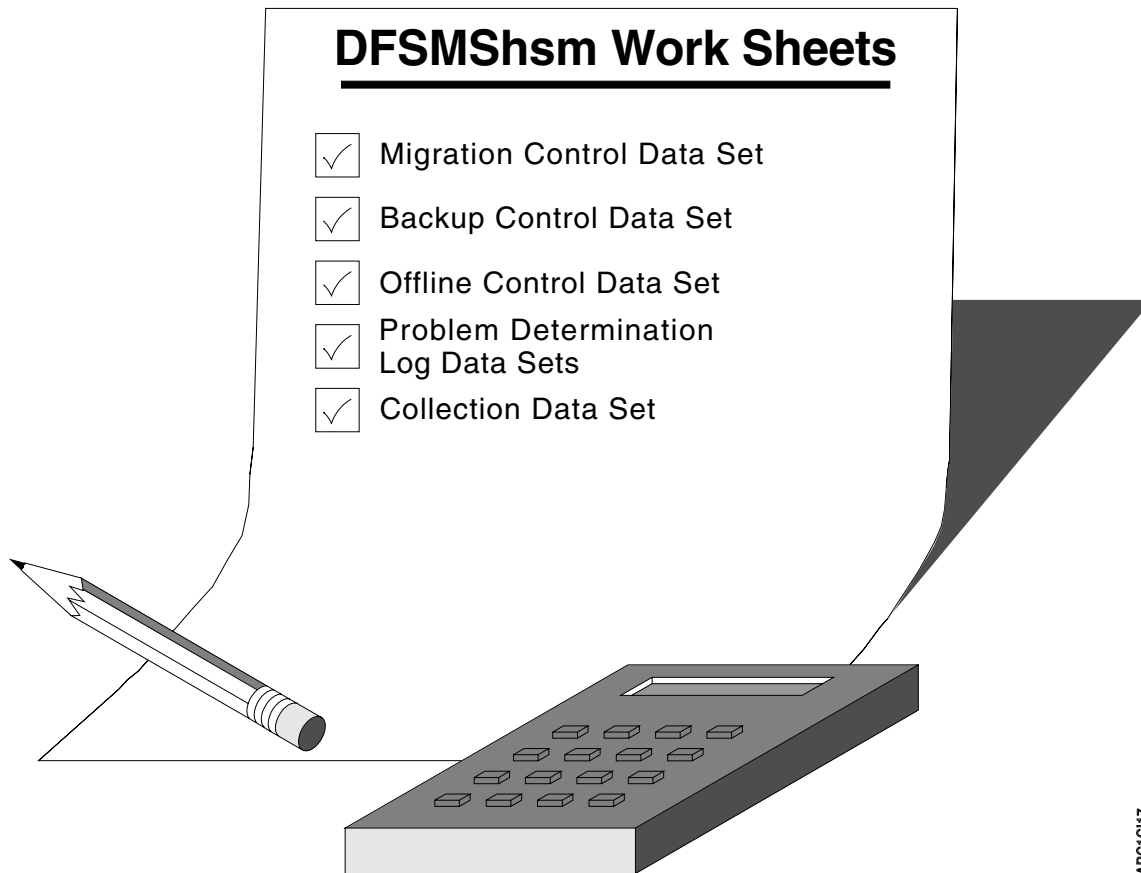 DFSMShsm Work Sheets
Migration Control Data Set
Backup Control Data Set
Offline Control Data Set
Problem Determination
Log Data Sets
Collection Data Set